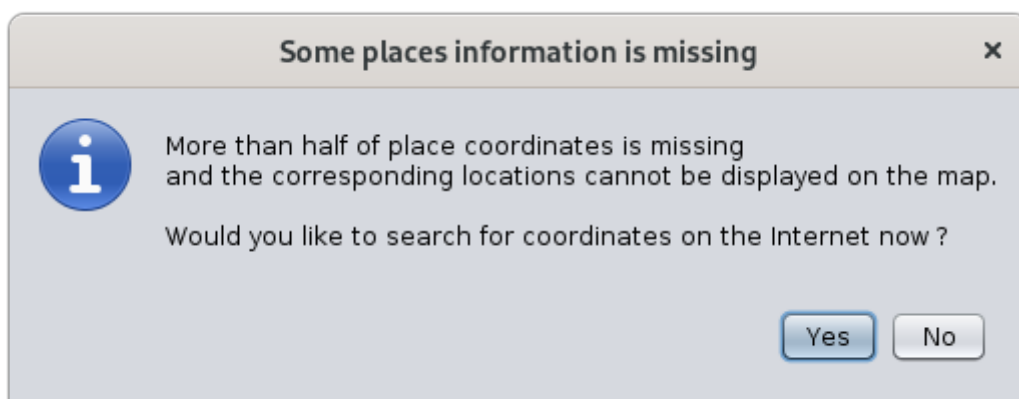 Some places information is missing
More than half of place coordinates is missing
and the corresponding locations cannot be displayed on the map.
Would you like to search for coordinates on the Internet now ?
Yes No